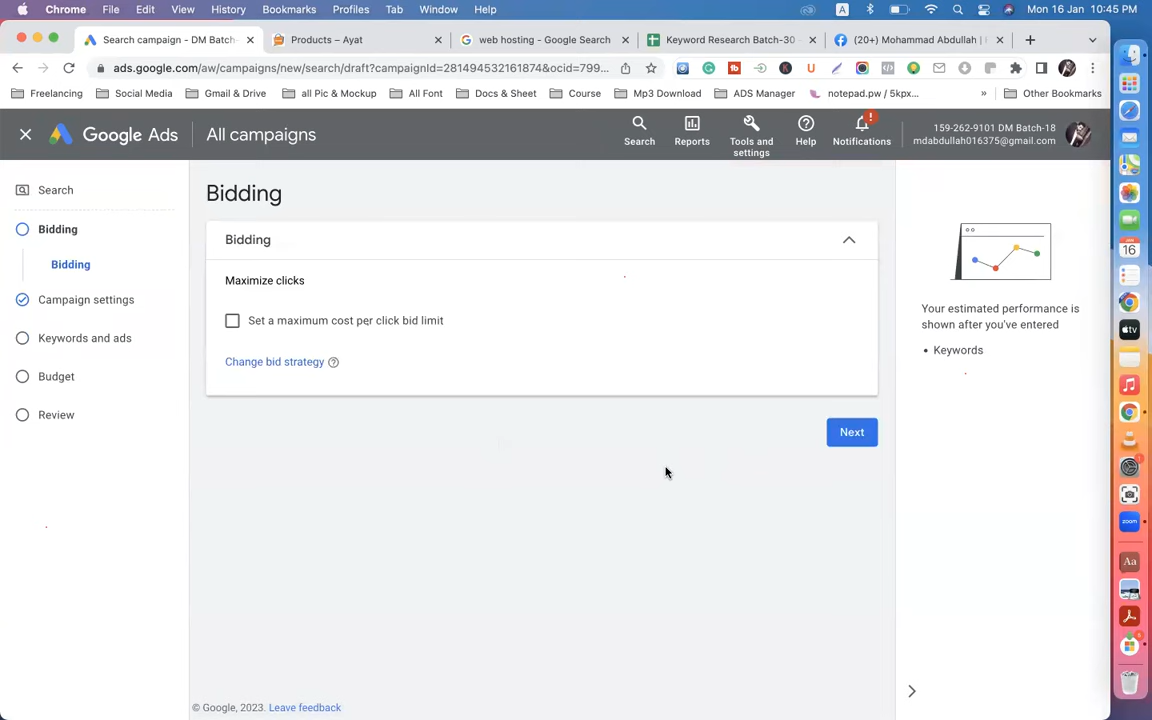 Chrome File Edit View History Bookmarks Profiles Tab Window Help A Mon 16 Jan 10:45 PM
Search campaign - DM Batch- Products – Ayat web hosting - Google Search Keyword Research Batch-30 - (20+) Mohammad Abdullah |
ads.google.com/aw/campaigns/new/search/draft?campaignId=281494532161874&ocid=799...
Freelancing Social Media Gmail & Drive all Pic & Mockup All Font Docs & Sheet Course Mp3 Download ADS Manager notepad.pw / 5kpx... » Other Bookmarks
Google Ads All campaigns
Search Reports Tools and settings Help Notifications
159-262-9101 DM Batch-18
mdabdullah016375@gmail.com
Search
Bidding
Bidding
Campaign settings
Keywords and ads
Budget
Review
Bidding
Bidding
Maximize clicks
Set a maximum cost per click bid limit
Change bid strategy
Next
Your estimated performance is
shown after you've entered
• Keywords
© Google, 2023. Leave feedback